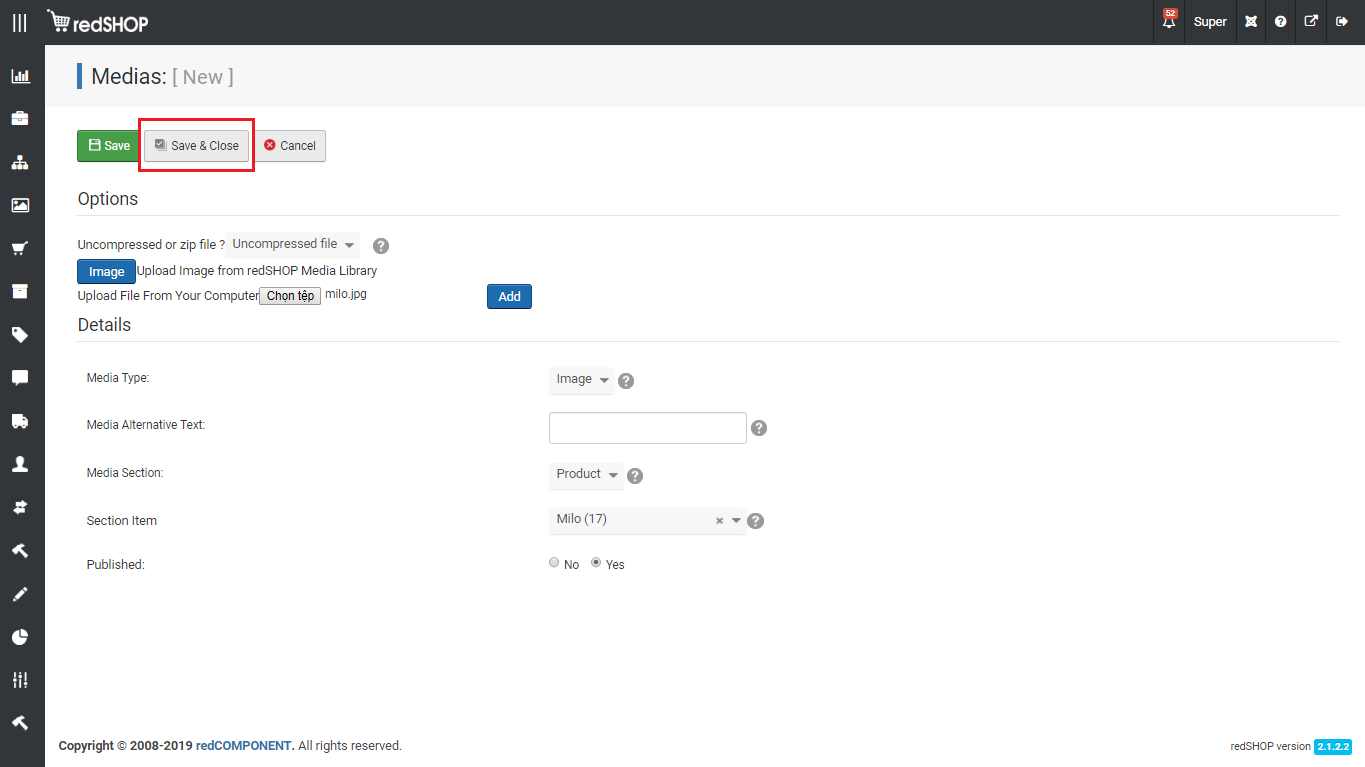 redSHOP
52
Super
Medias: [ New ]
Save
Save & Close
Cancel
Options
Uncompressed or zip file ? Uncompressed file
Image Upload Image from redSHOP Media Library
Upload File From Your Computer Chọn tệp milo.jpg Add
Details
Media Type: Image
Media Alternative Text:
Media Section: Product
Section Item Milo (17)
Published: No Yes
Copyright © 2008-2019 redCOMPONENT. All rights reserved.
redSHOP version 2.1.2.2